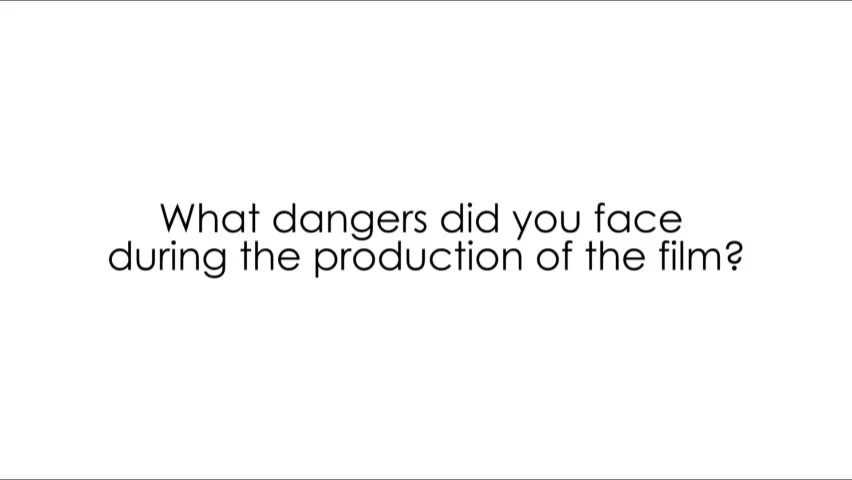 What dangers did you face
during the production of the film?